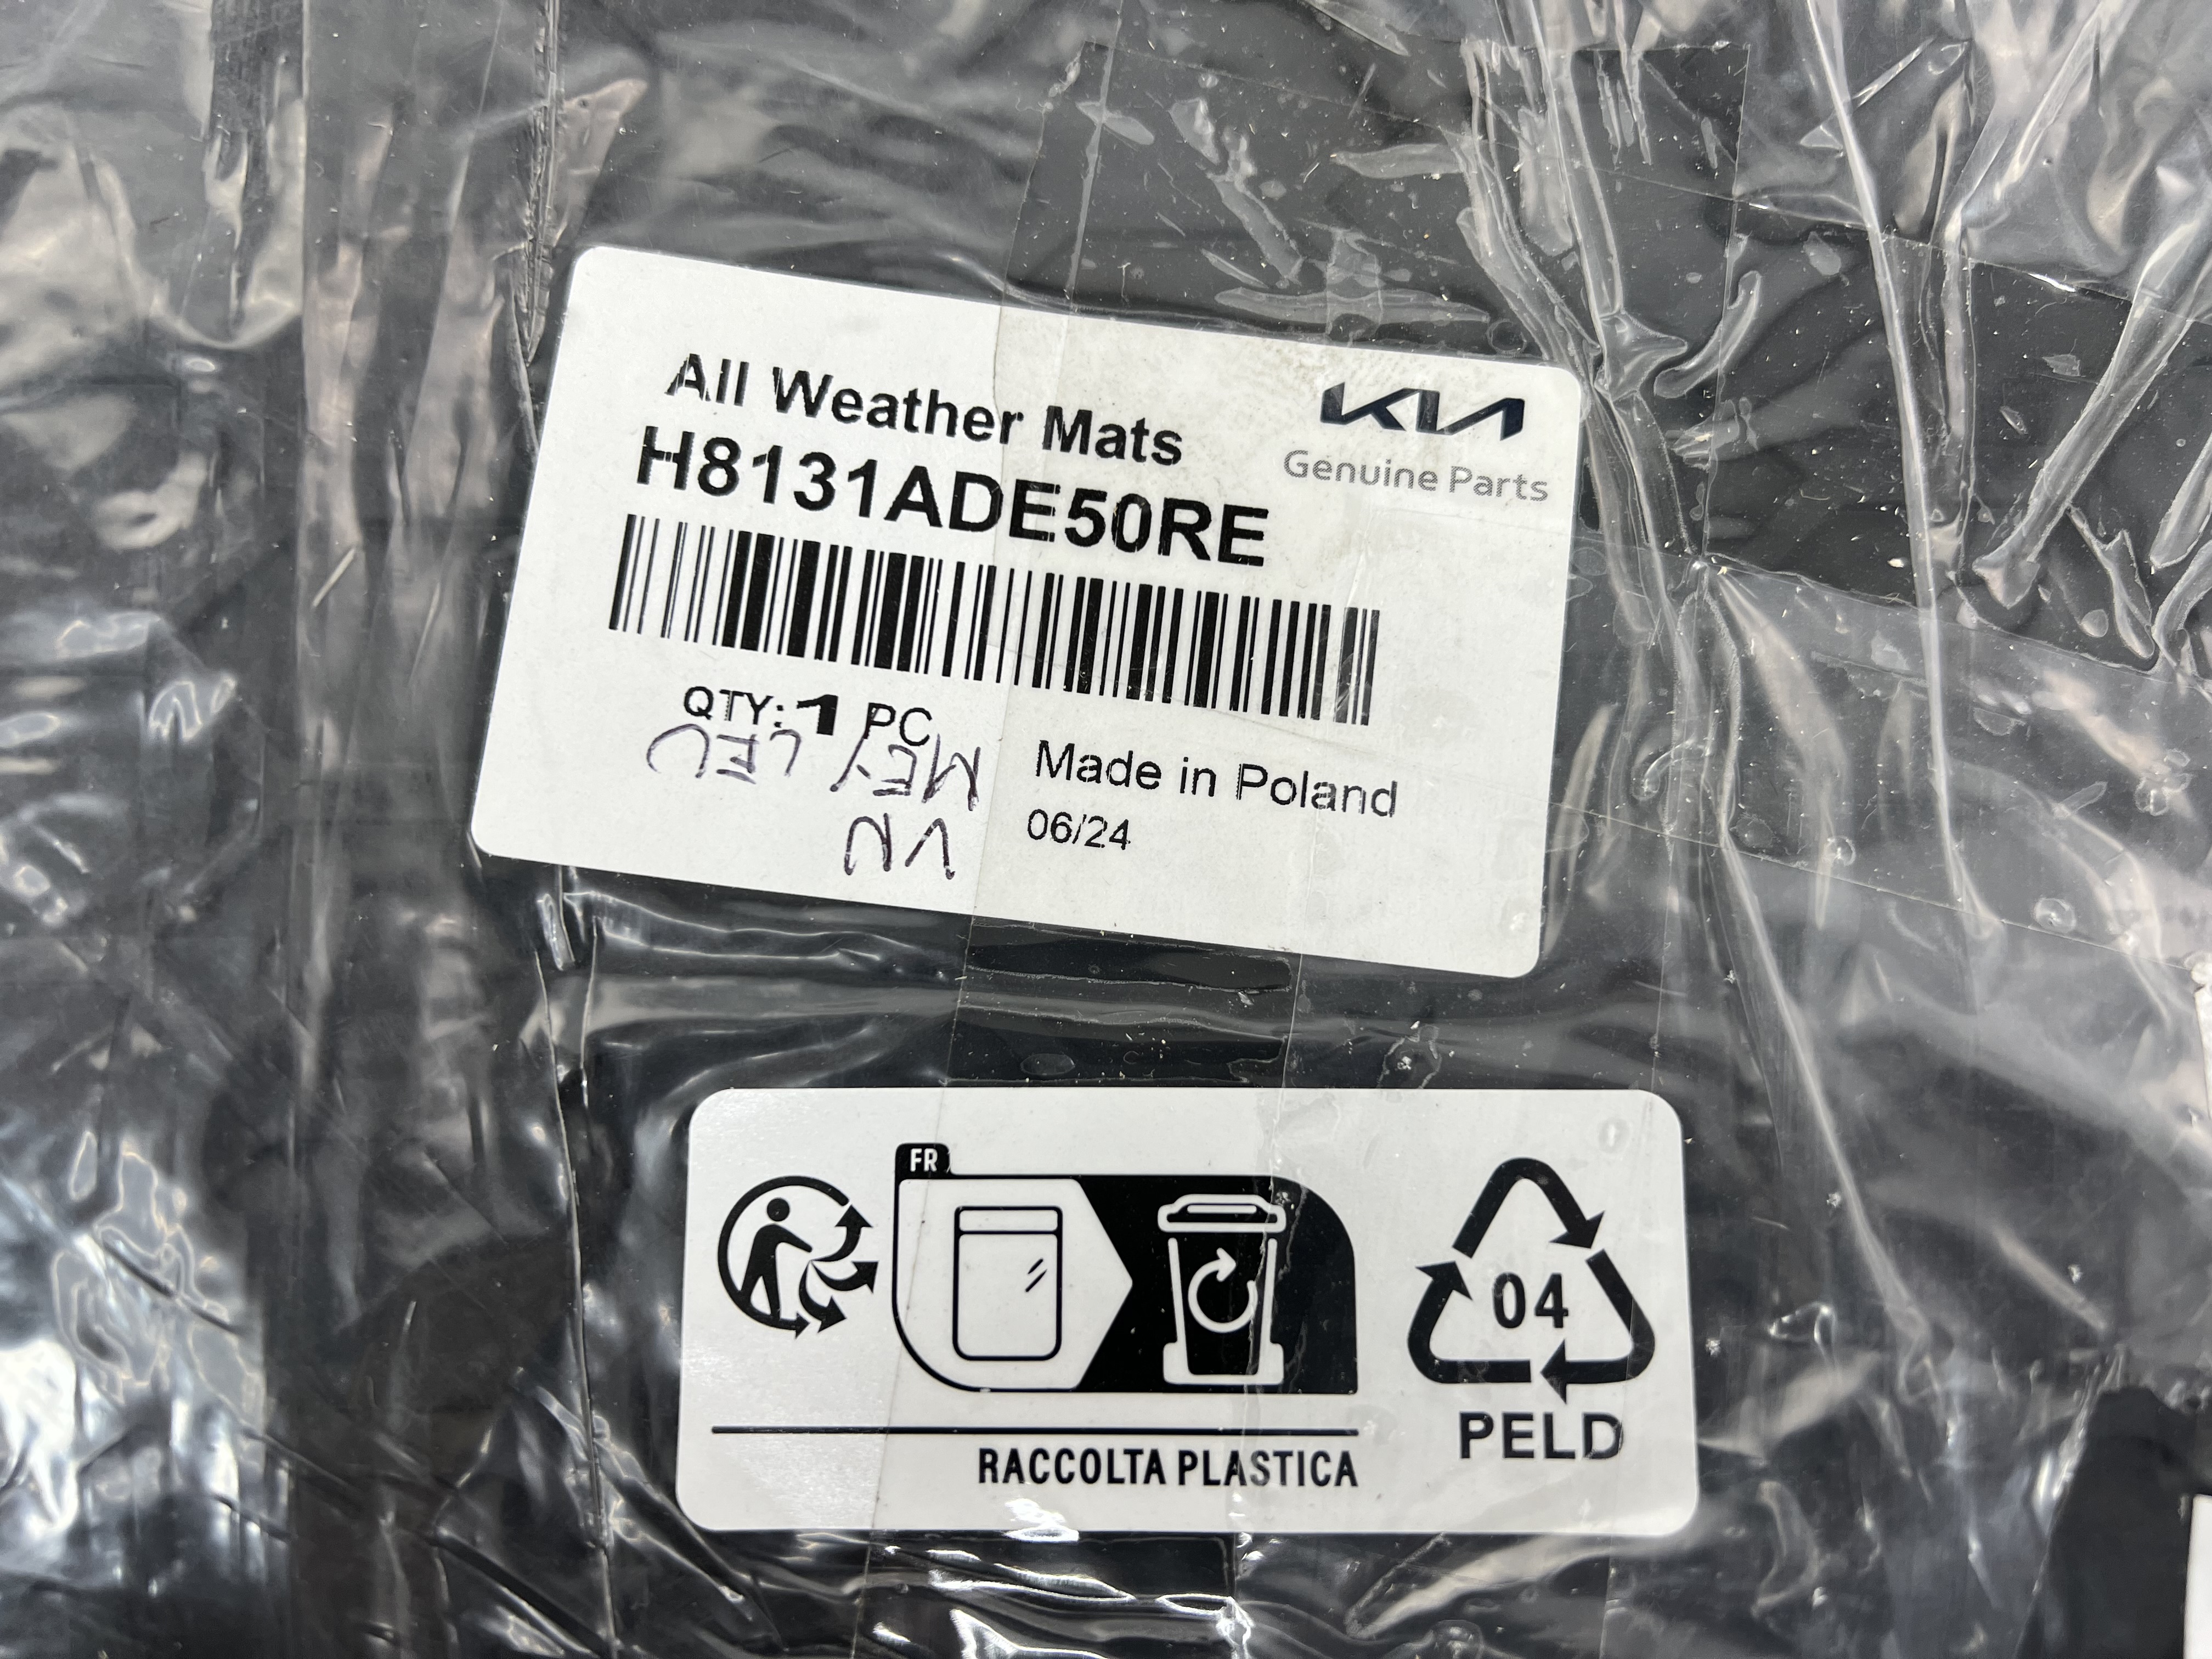 All Weather Mats
KIA
Genuine Parts
H8131ADE50RE
QTY: 1 PC
Made in Poland
06/24
FR
04
PELD
RACCOLTA PLASTICA